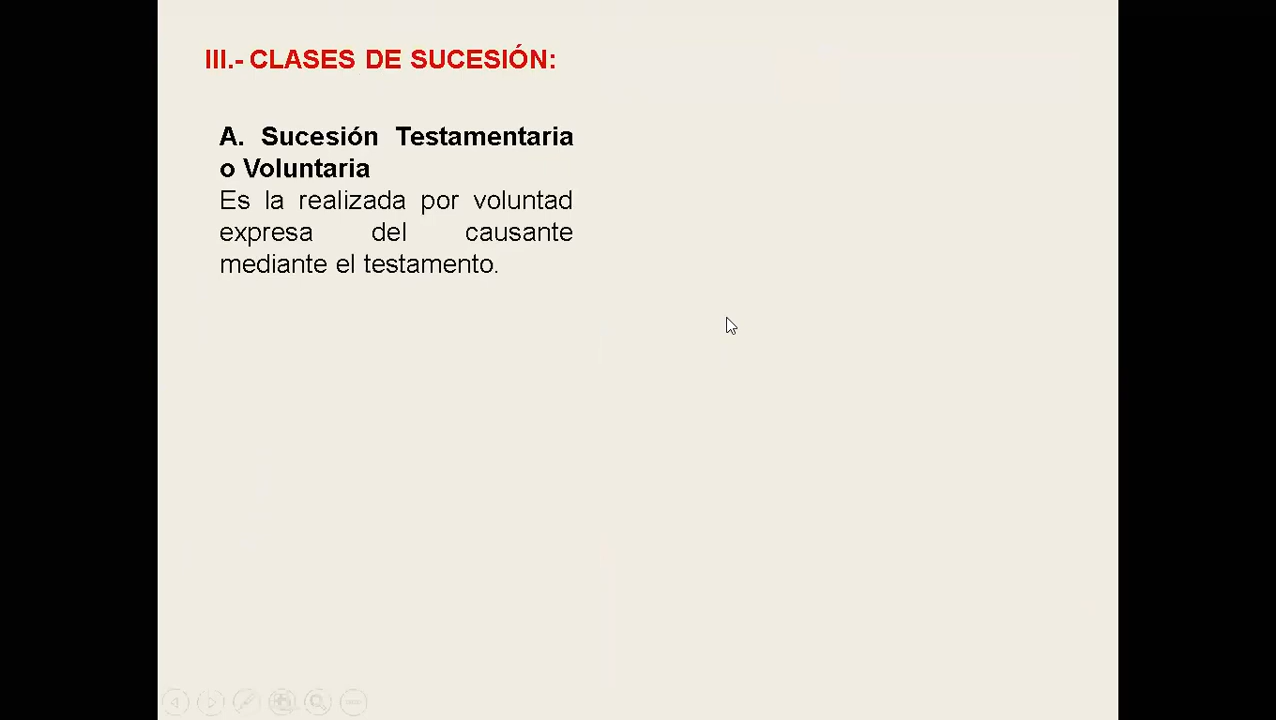 III.- CLASES DE SUCESIÓN:
A. Sucesión Testamentaria
o Voluntaria
Es la realizada por voluntad
expresa del causante
mediante el testamento.